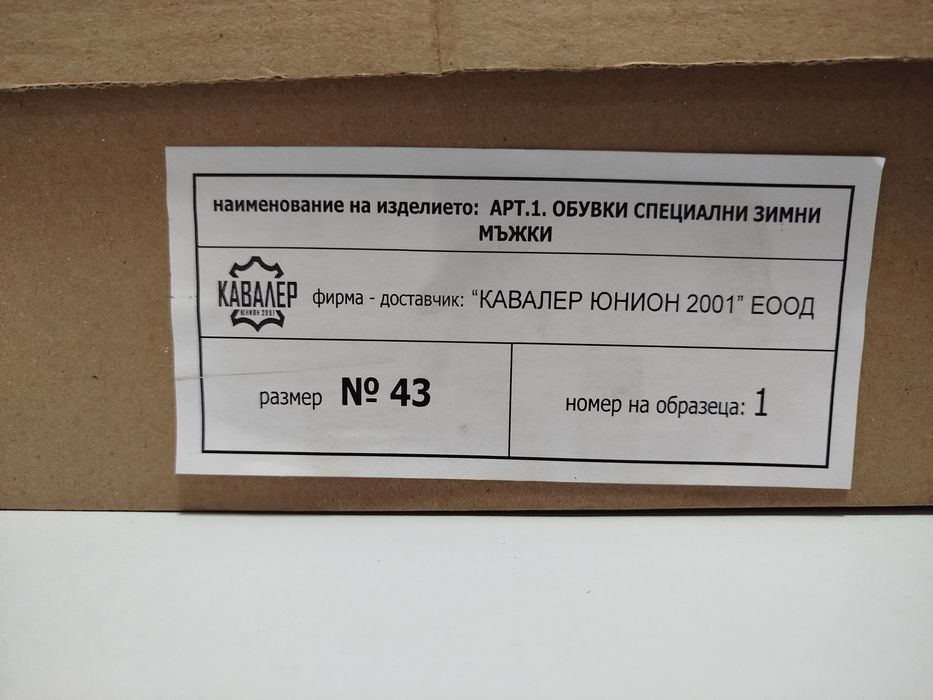 наименование на изделието: АРТ.1. ОБУВКИ СПЕЦИАЛНИ ЗИМНИ
МЪЖКИ
КАВАЛЕР
ЮНИОН 2001
фирма - доставчик: “КАВАЛЕР ЮНИОН 2001” ЕООД
размер № 43
номер на образеца: 1